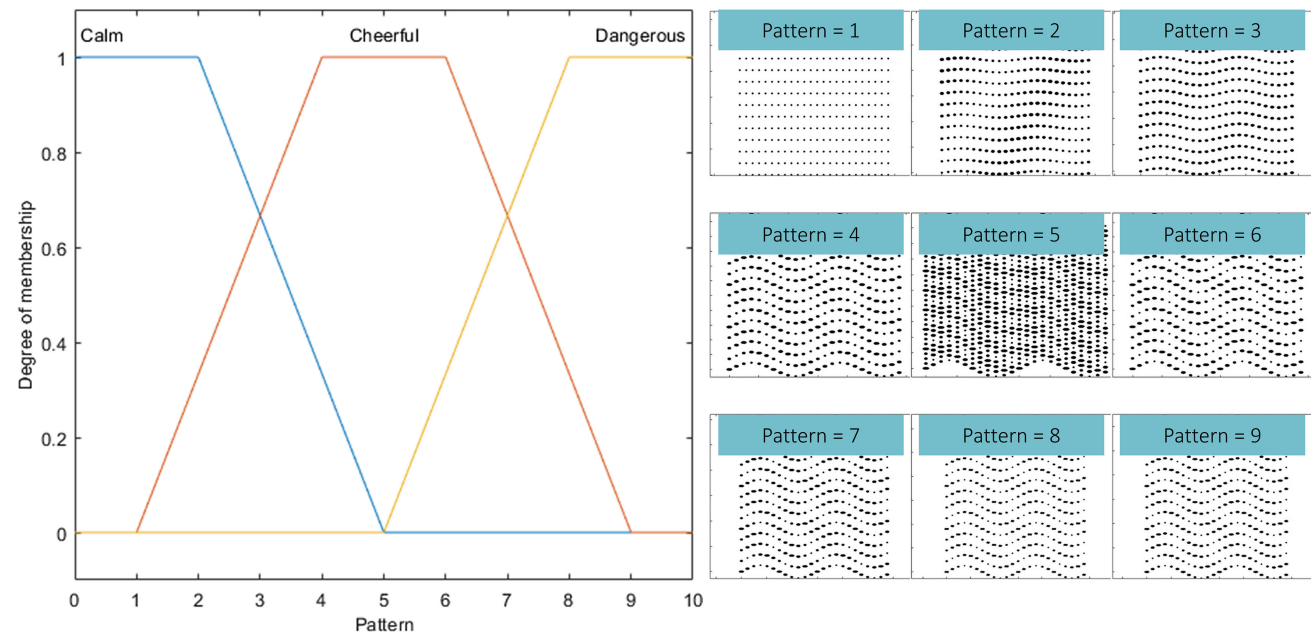 Calm Cheerful Dangerous
1
0.8
0.6
0.4
0.2
0
Degree of membership
0 1 2 3 4 5 6 7 8 9 10
Pattern
Pattern = 1 Pattern = 2 Pattern = 3
Pattern = 4 Pattern = 5 Pattern = 6
Pattern = 7 Pattern = 8 Pattern = 9